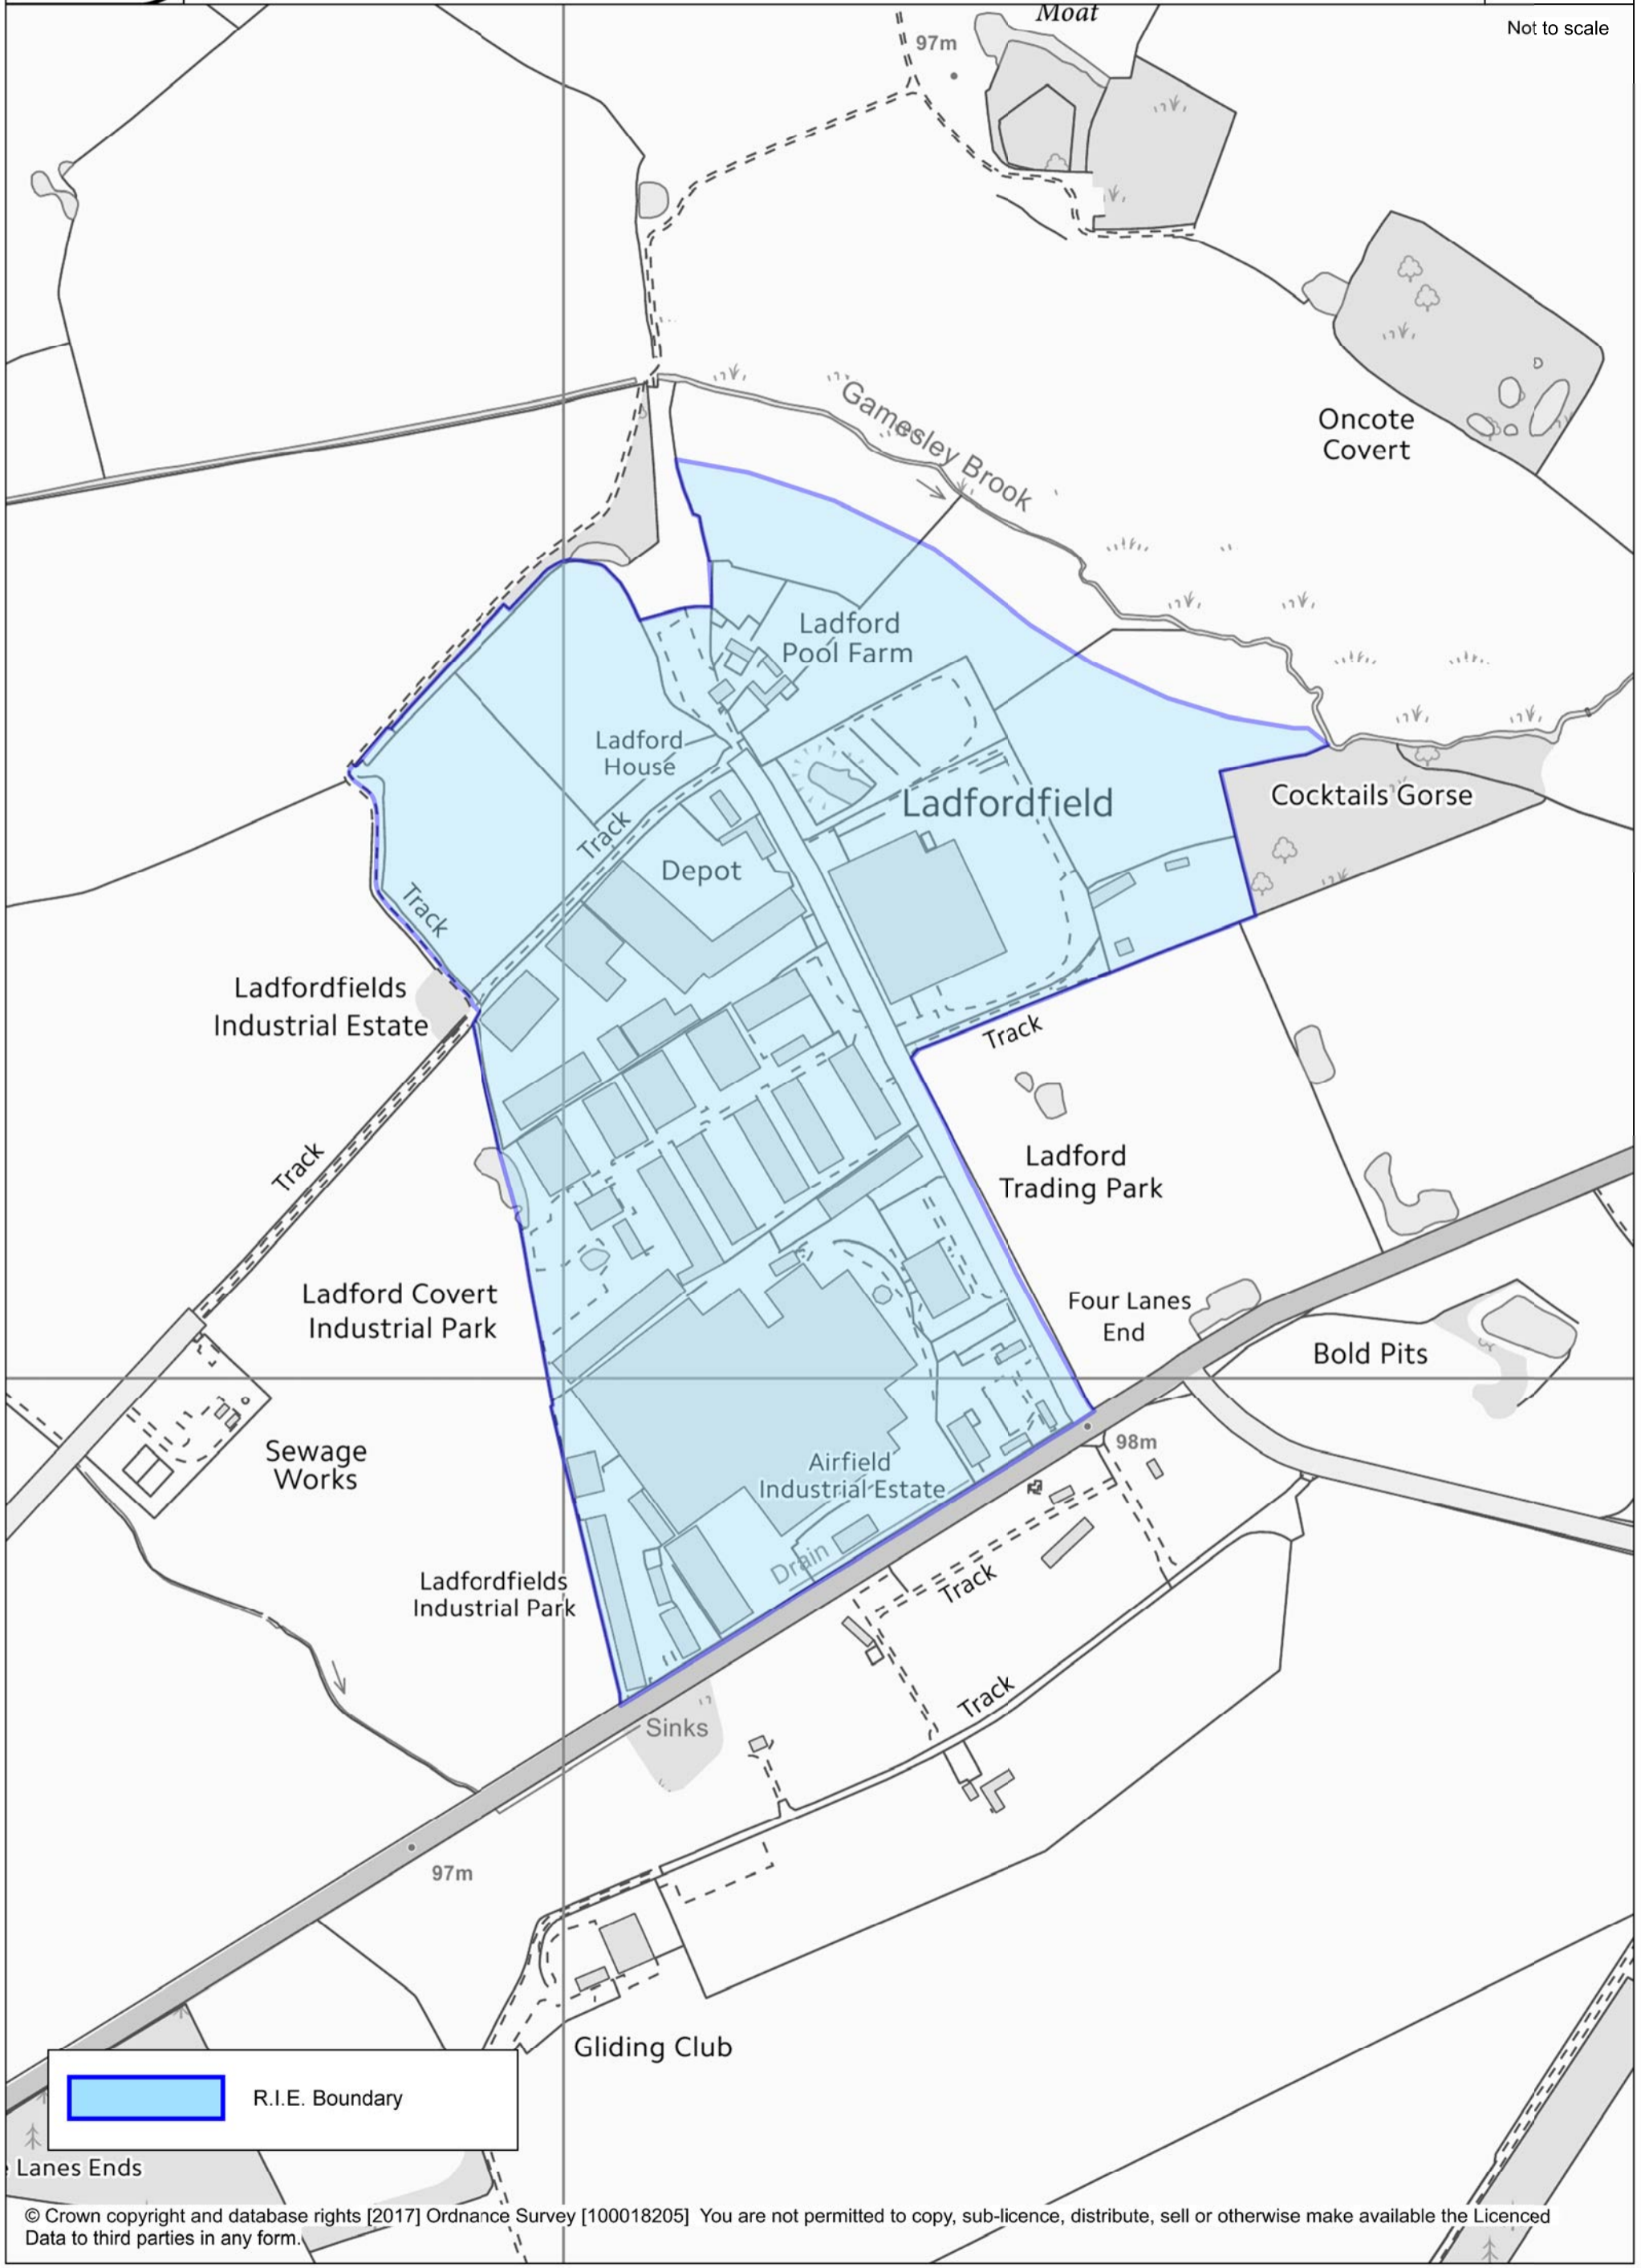 Moat
Not to scale
97m
Oncote
Covert
Gamesley Brook
Ladford
Pool Farm
Ladford
House
Ladfordfield
Cocktails Gorse
Track
Depot
Track
Ladfordfields
Industrial Estate
Track
Track
Ladford
Trading Park
Ladford Covert
Industrial Park
Four Lanes
End
Bold Pits
98m
Sewage
Works
Airfield
Industrial Estate
Drain
Track
Ladfordfields
Industrial Park
Track
Sinks
97m
Gliding Club
R.I.E. Boundary
Lanes Ends
© Crown copyright and database rights [2017] Ordnance Survey [100018205] You are not permitted to copy, sub-licence, distribute, sell or otherwise make available the Licenced
Data to third parties in any form.